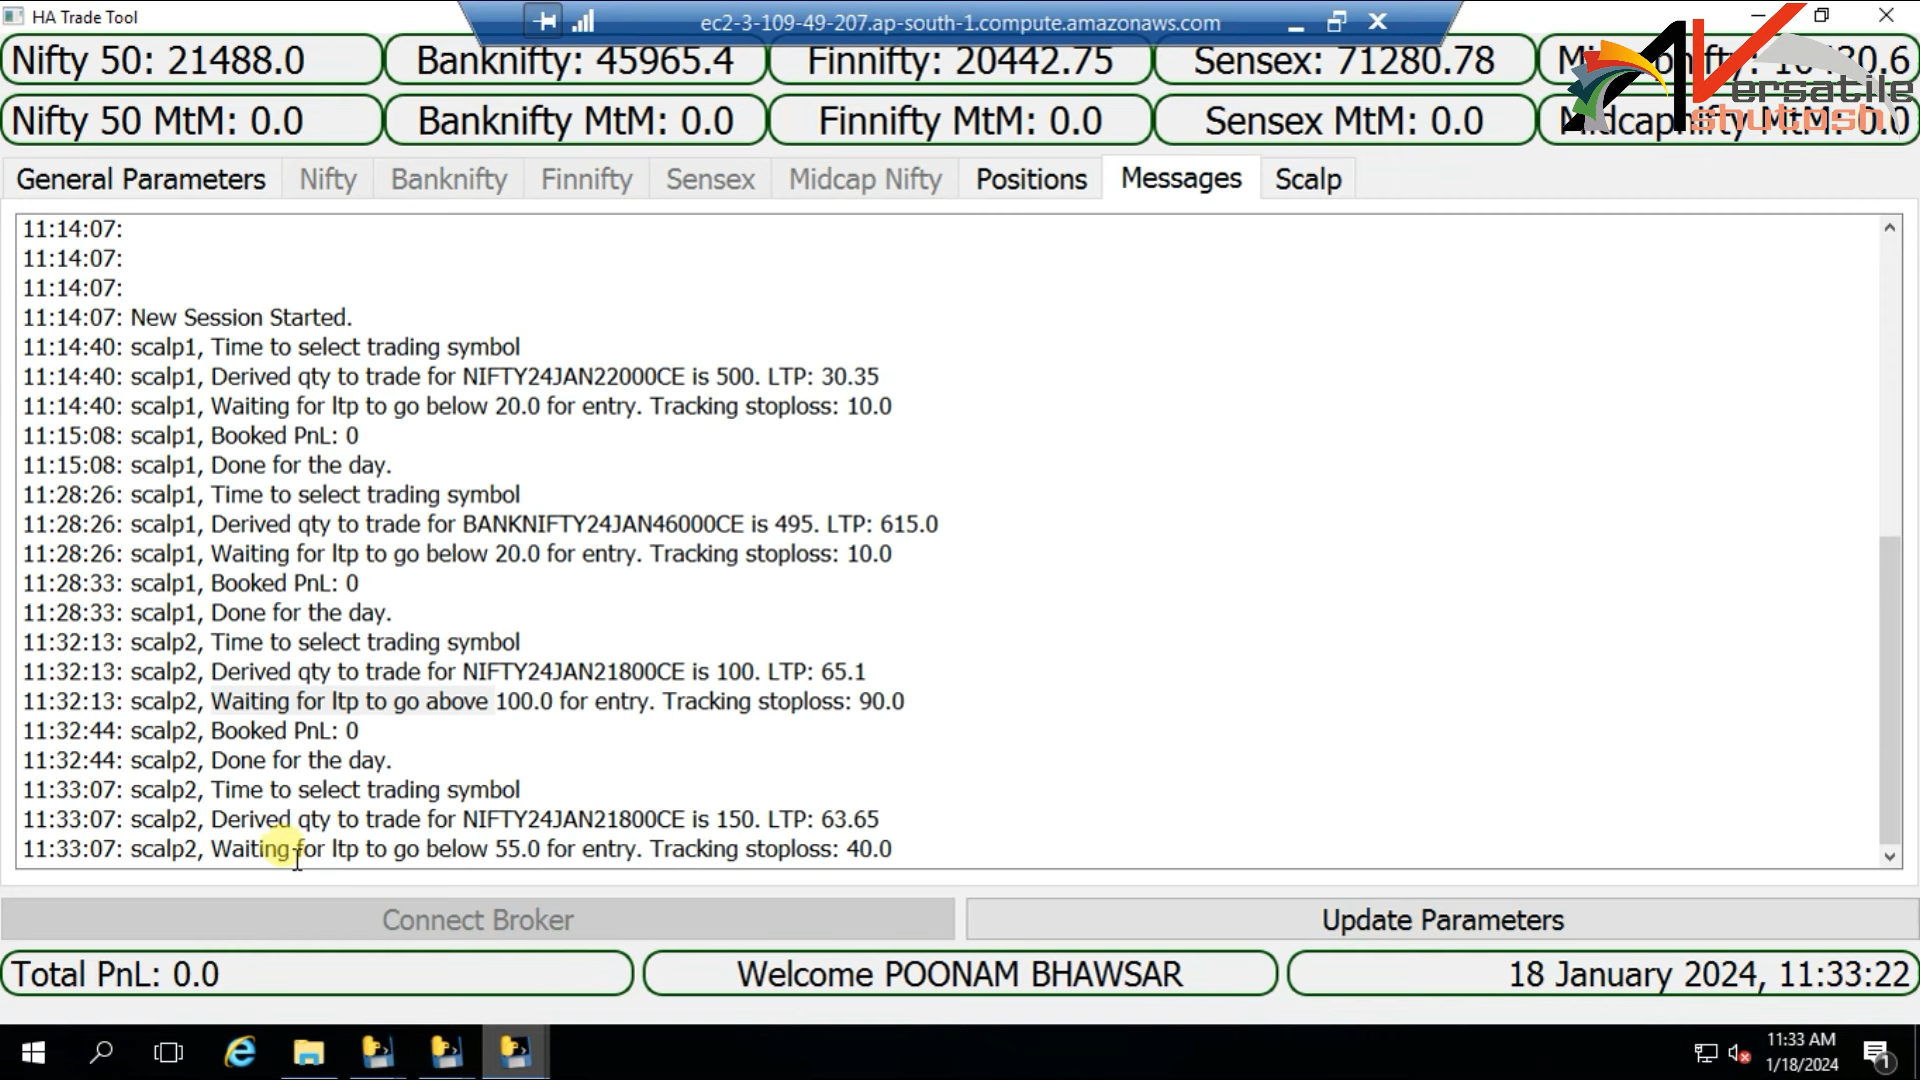 HA Trade Tool
ec2-3-109-49-207.ap-south-1.compute.amazonaws.com
Nifty 50: 21488.0
Banknifty: 45965.4
Finnifty: 20442.75
Sensex: 71280.78
Versatile
Ashutosh
Nifty 50 MtM: 0.0
Banknifty MtM: 0.0
Finnifty MtM: 0.0
Sensex MtM: 0.0
General Parameters
Nifty
Banknifty
Finnifty
Sensex
Midcap Nifty
Positions
Messages
Scalp
11:14:07:
11:14:07:
11:14:07:
11:14:07: New Session Started.
11:14:40: scalp1, Time to select trading symbol
11:14:40: scalp1, Derived qty to trade for NIFTY24JAN22000CE is 500. LTP: 30.35
11:14:40: scalp1, Waiting for ltp to go below 20.0 for entry. Tracking stoploss: 10.0
11:15:08: scalp1, Booked PnL: 0
11:15:08: scalp1, Done for the day.
11:28:26: scalp1, Time to select trading symbol
11:28:26: scalp1, Derived qty to trade for BANKNIFTY24JAN46000CE is 495. LTP: 615.0
11:28:26: scalp1, Waiting for ltp to go below 20.0 for entry. Tracking stoploss: 10.0
11:28:33: scalp1, Booked PnL: 0
11:28:33: scalp1, Done for the day.
11:32:13: scalp2, Time to select trading symbol
11:32:13: scalp2, Derived qty to trade for NIFTY24JAN21800CE is 100. LTP: 65.1
11:32:13: scalp2, Waiting for ltp to go above 100.0 for entry. Tracking stoploss: 90.0
11:32:44: scalp2, Booked PnL: 0
11:32:44: scalp2, Done for the day.
11:33:07: scalp2, Time to select trading symbol
11:33:07: scalp2, Derived qty to trade for NIFTY24JAN21800CE is 150. LTP: 63.65
11:33:07: scalp2, Waiting for ltp to go below 55.0 for entry. Tracking stoploss: 40.0
Connect Broker
Update Parameters
Total PnL: 0.0
Welcome POONAM BHAWSAR
18 January 2024, 11:33:22
11:33 AM
1/18/2024
1